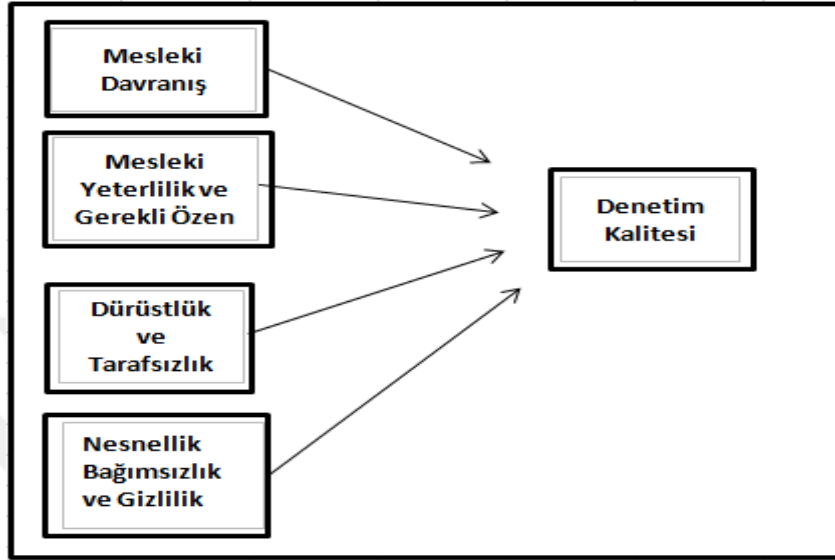 Mesleki
Davranış
Mesleki
Yeterlilik ve
Gerekli Özen
Dürüstlük
ve
Tarafsızlık
Nesnellik
Bağımsızlık
ve Gizlilik
Denetim
Kalitesi